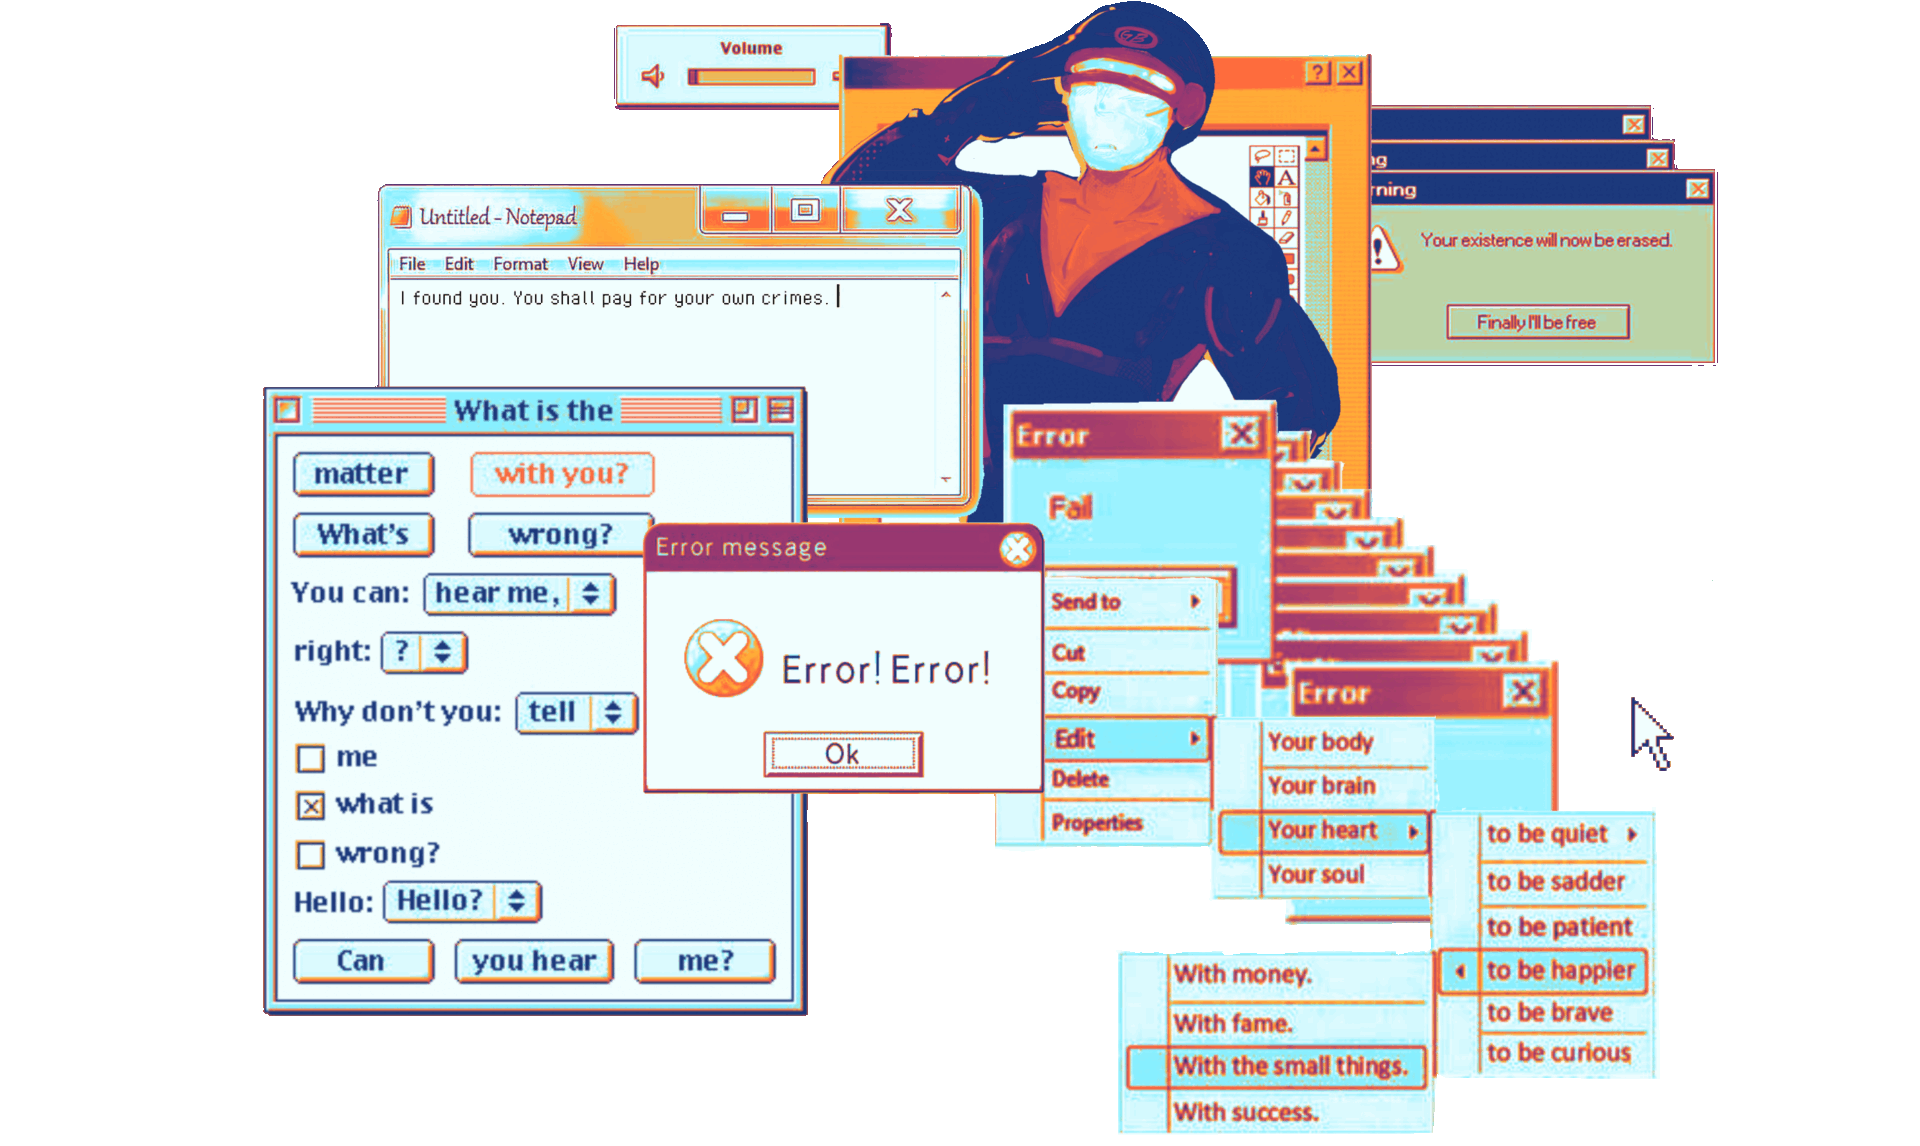 Volume
GB
?
Untitled - Notepad
File Edit Format View Help
I found you. You shall pay for your own crimes.
A
ng
rning
Your existence will now be erased.
Finally I'll be free
What is the
matter with you?
What's wrong?
You can: hear me,
right: ?
Why don't you: tell
me
what is
wrong?
Hello: Hello?
Can you hear me?
Error message
Error! Error!
Ok
Error
Fail
Send to
Cut
Copy
Edit
Delete
Properties
Error
Your body
Your brain
Your heart
Your soul
to be quiet
to be sadder
to be patient
to be happier
to be brave
to be curious
With money.
With fame.
With the small things.
With success.